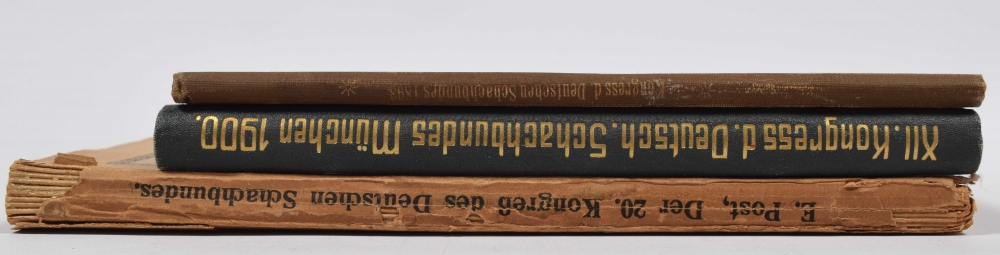 Kongress d. Deutschen Schachbundes
XII. Kongress d. Deutsch. Schachbundes München 1900.
E. Post, Der 20. Kongreß des Deutschen Schachbundes.